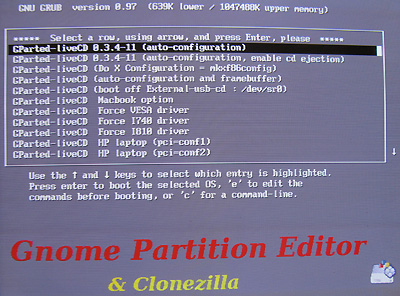 GNU GRUB version 0.97 (639K lower / 1047488K upper memory)
***** Select a row, using arrow, and press Enter, please *****
GParted-liveCD 0.3.4-11 (auto-configuration)
GParted-liveCD 0.3.4-11 (auto-configuration, enable cd ejection)
GParted-liveCD (Do X Configuration = mkxf86config)
GParted-liveCD (auto-configuration and framebuffer)
GParted-liveCD (boot off External-usb-cd : /dev/sr0)
GParted-liveCD Macbook option
GParted-liveCD Force VESA driver
GParted-liveCD Force I740 driver
GParted-liveCD Force I810 driver
GParted-liveCD HP laptop (pci-conf1)
GParted-liveCD HP laptop (pci-conf2)
↓
Use the ↑ and ↓ keys to select which entry is highlighted.
Press enter to boot the selected OS, 'e' to edit the
commands before booting, or 'c' for a command-line.
Gnome Partition Editor
& Clonezilla